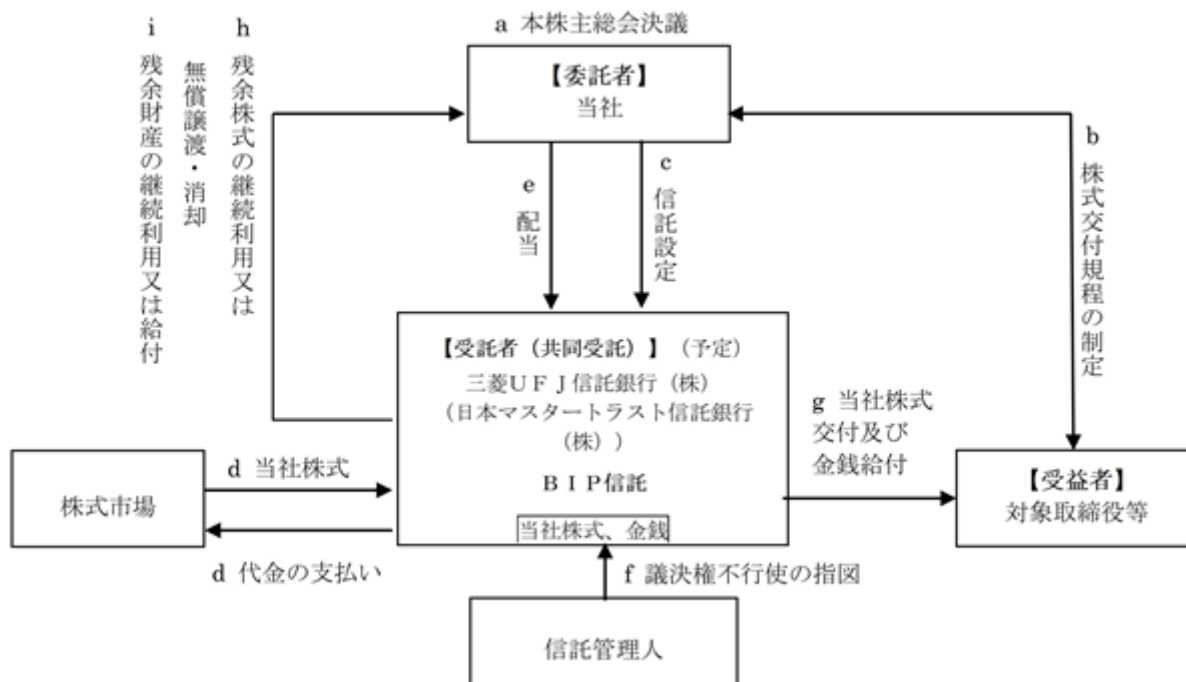 a 本株主総会決議
【委託者】
当社
i 残余財産の継続利用又は給付
h 残余株式の継続利用又は
無償譲渡・消却
e 配当
c 信託設定
b 株式交付規程の制定
【受託者(共同受託)】(予定)
三菱UFJ信託銀行(株)
(日本マスタートラスト信託銀行
(株))
BIP信託
当社株式、金銭
d 当社株式
株式市場
d 代金の支払い
g 当社株式
交付及び
金銭給付
【受益者】
対象取締役等
f 議決権不行使の指図
信託管理人